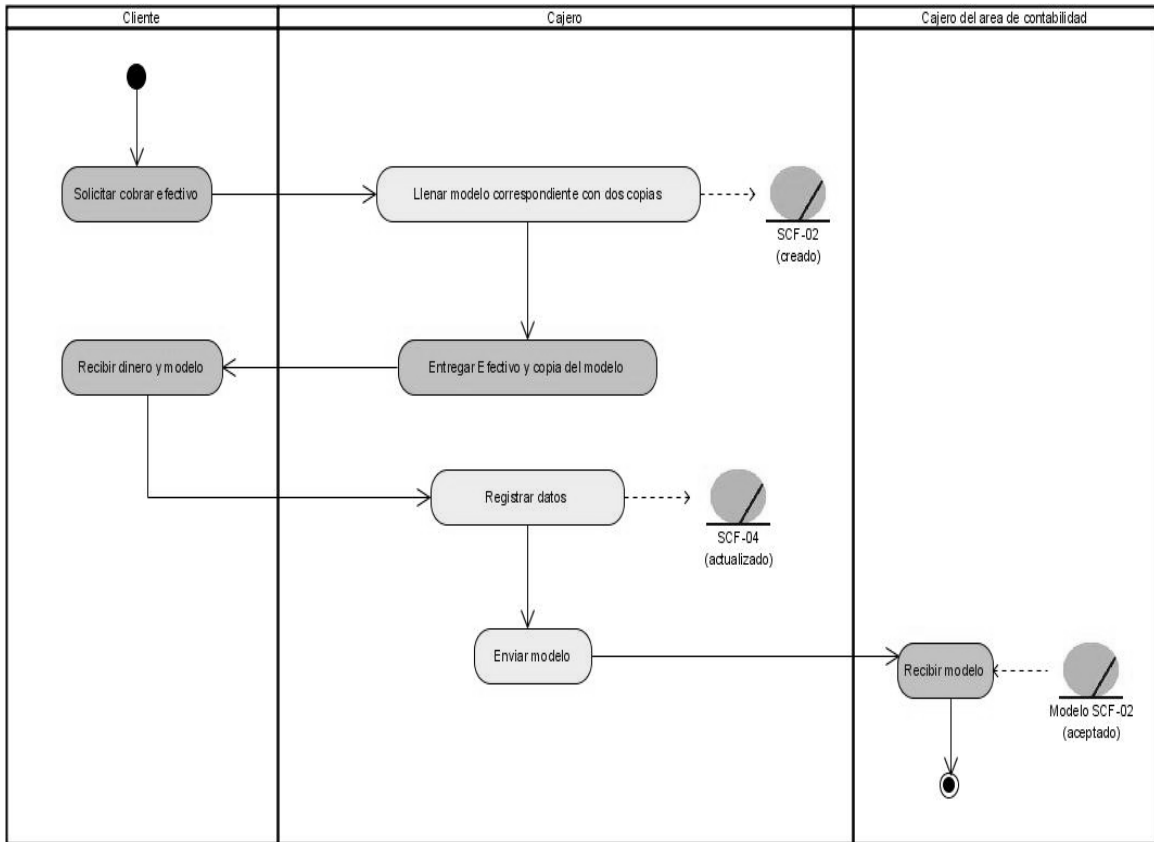 Cliente
Cajero
Cajero del area de contabilidad
Solicitar cobrar efectivo
Llenar modelo correspondiente con dos copias
SCF-02
(creado)
Recibir dinero y modelo
Entregar Efectivo y copia del modelo
Registrar datos
SCF-04
(actualizado)
Enviar modelo
Recibir modelo
Modelo SCF-02
(aceptado)